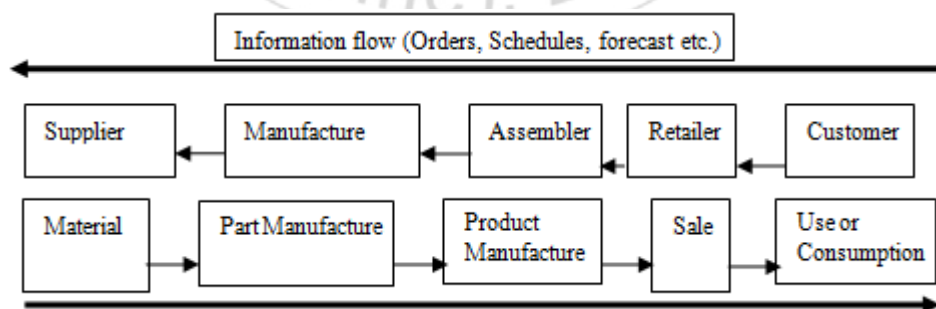 Information flow (Orders, Schedules, forecast etc.)
Supplier
Manufacture
Assembler
Retailer
Customer
Material
Part Manufacture
Product
Manufacture
Sale
Use or
Consumption